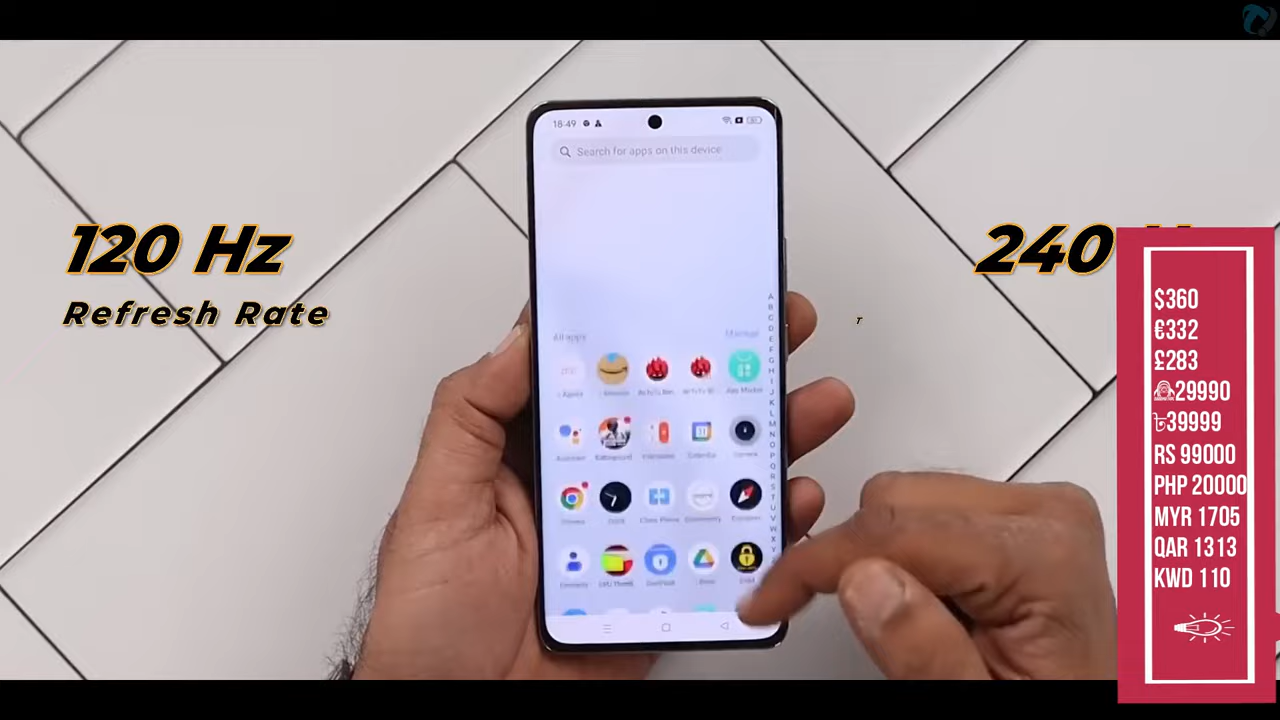 120 Hz
Refresh Rate
240
T
18:49
Search for apps on this device
All apps
Manage
A
B
C
D
E
F
G
H
I
J
K
L
M
N
O
P
Q
R
S
T
U
V
W
X
Y
$360
€332
£283
29990
৳39999
RS 99000
PHP 20000
MYR 1705
QAR 1313
KWD 110